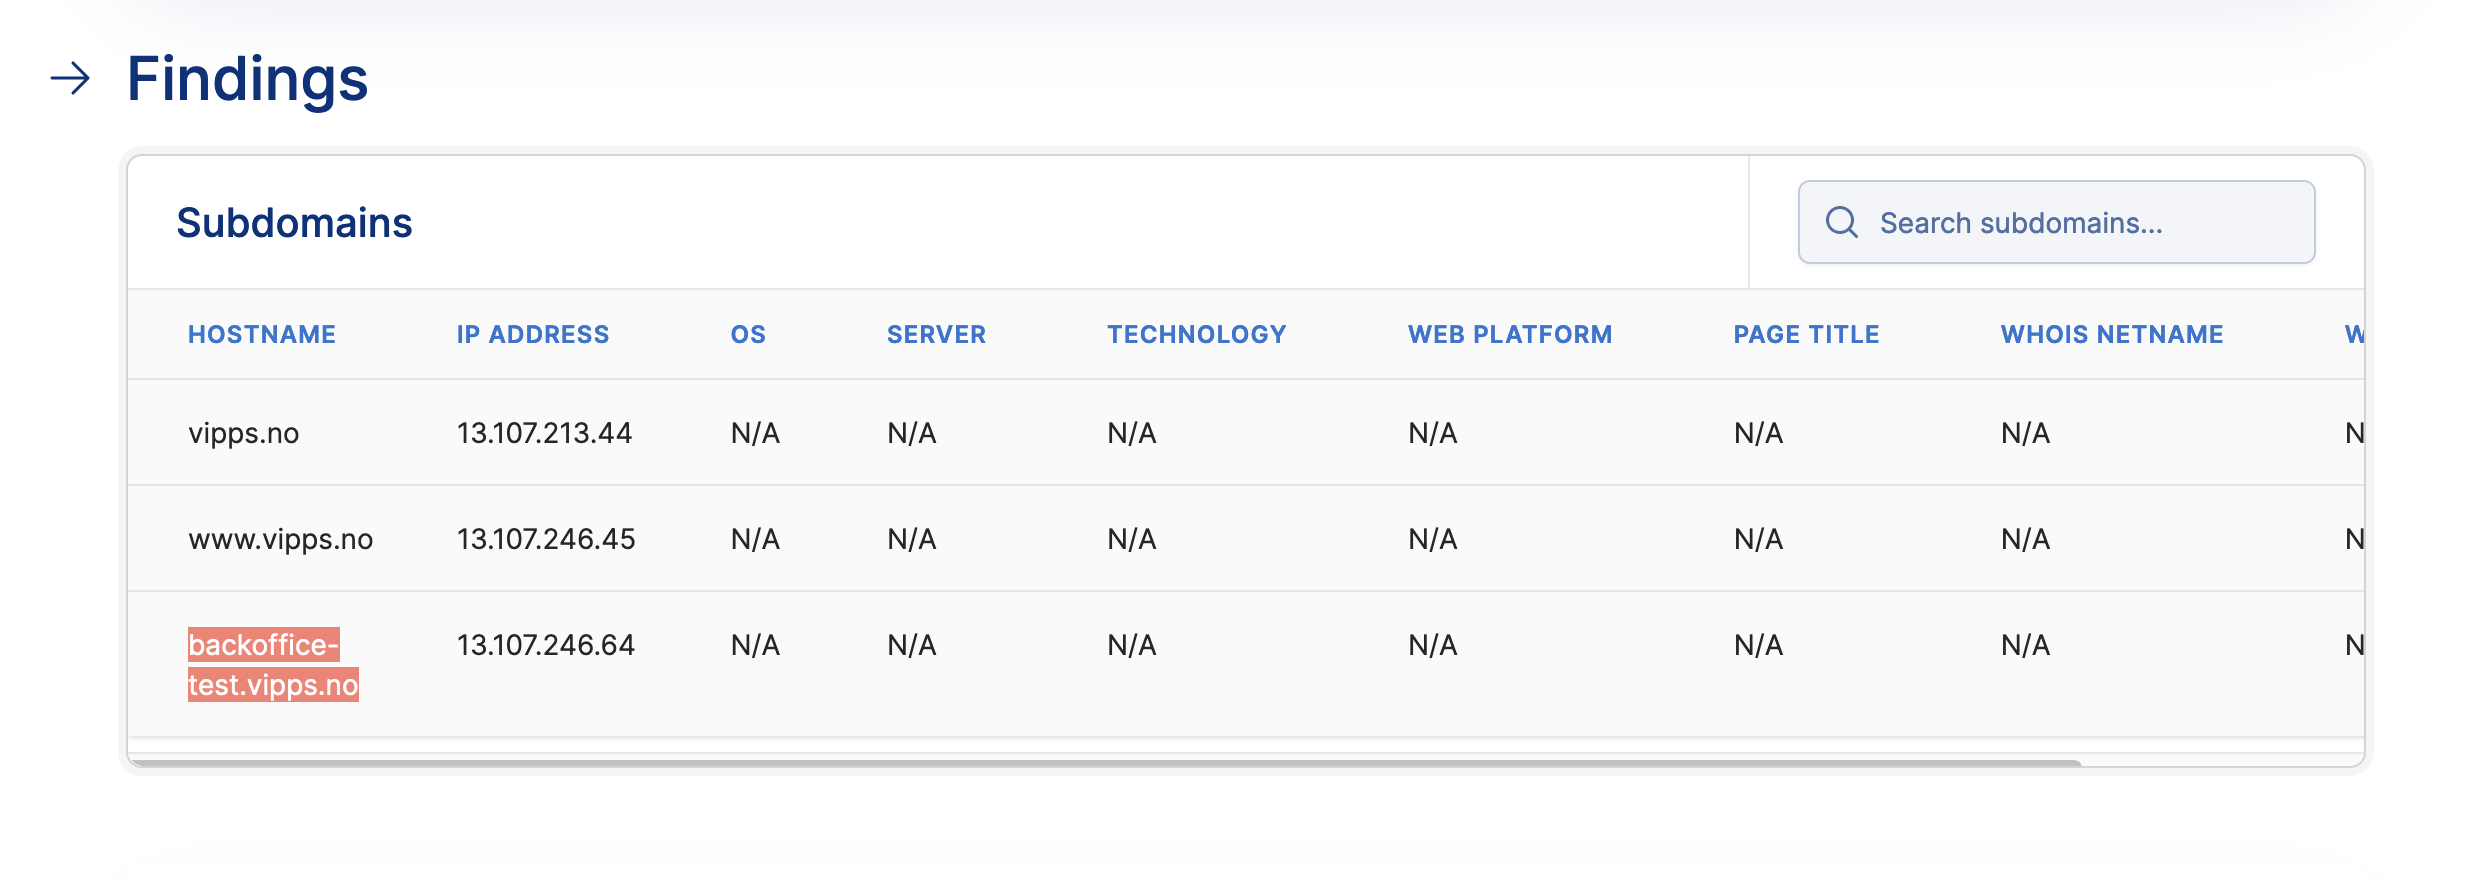 Findings
Subdomains
Search subdomains...
HOSTNAME IP ADDRESS OS SERVER TECHNOLOGY WEB PLATFORM PAGE TITLE WHOIS NETNAME W
vipps.no 13.107.213.44 N/A N/A N/A N/A N/A N/A N
www.vipps.no 13.107.246.45 N/A N/A N/A N/A N/A N/A N
backoffice- 13.107.246.64 N/A N/A N/A N/A N/A N/A N
test.vipps.no